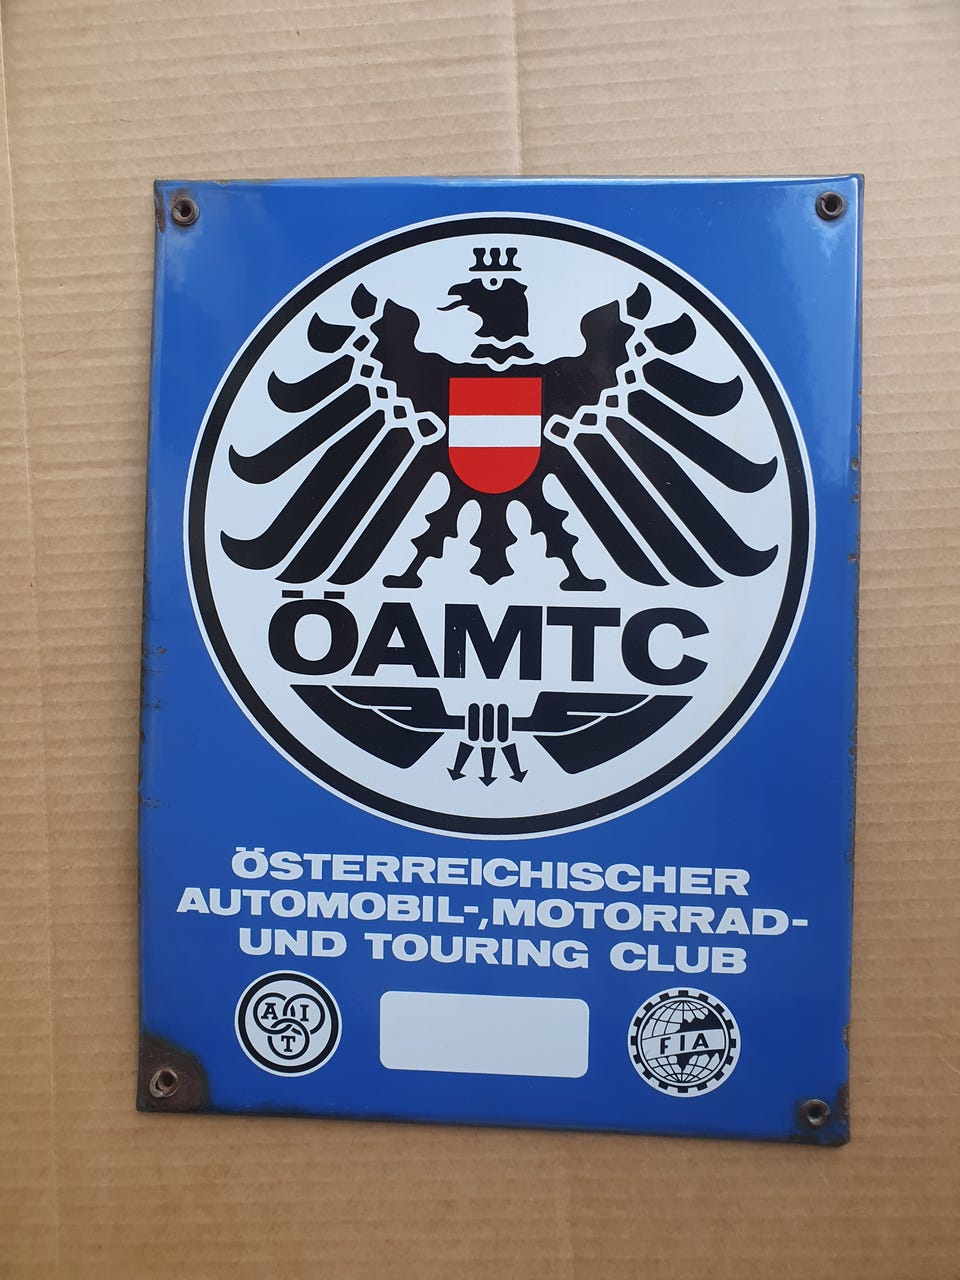 ÖAMTC
ÖSTERREICHISCHER
AUTOMOBIL-,MOTORRAD-
UND TOURING CLUB
AIT
FIA